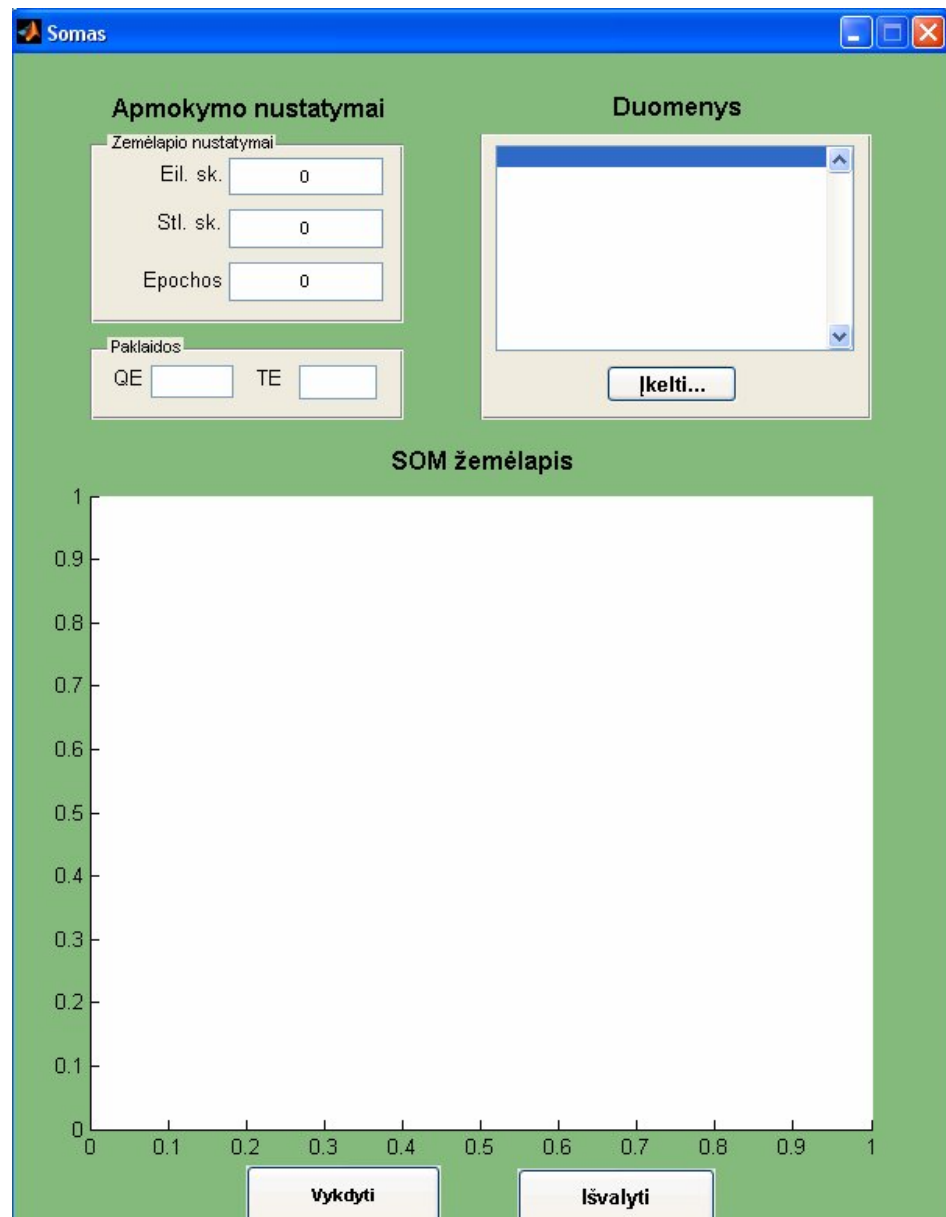 Somas
Apmokymo nustatymai
Zemėlapio nustatymai
Eil. sk. 0
Stl. sk. 0
Epochos 0
Paklaidos
QE TE
Duomenys
Įkelti...
SOM žemėlapis
1
0.9
0.8
0.7
0.6
0.5
0.4
0.3
0.2
0.1
0
0 0.1 0.2 0.3 0.4 0.5 0.6 0.7 0.8 0.9 1
Vykdyti Išvalyti